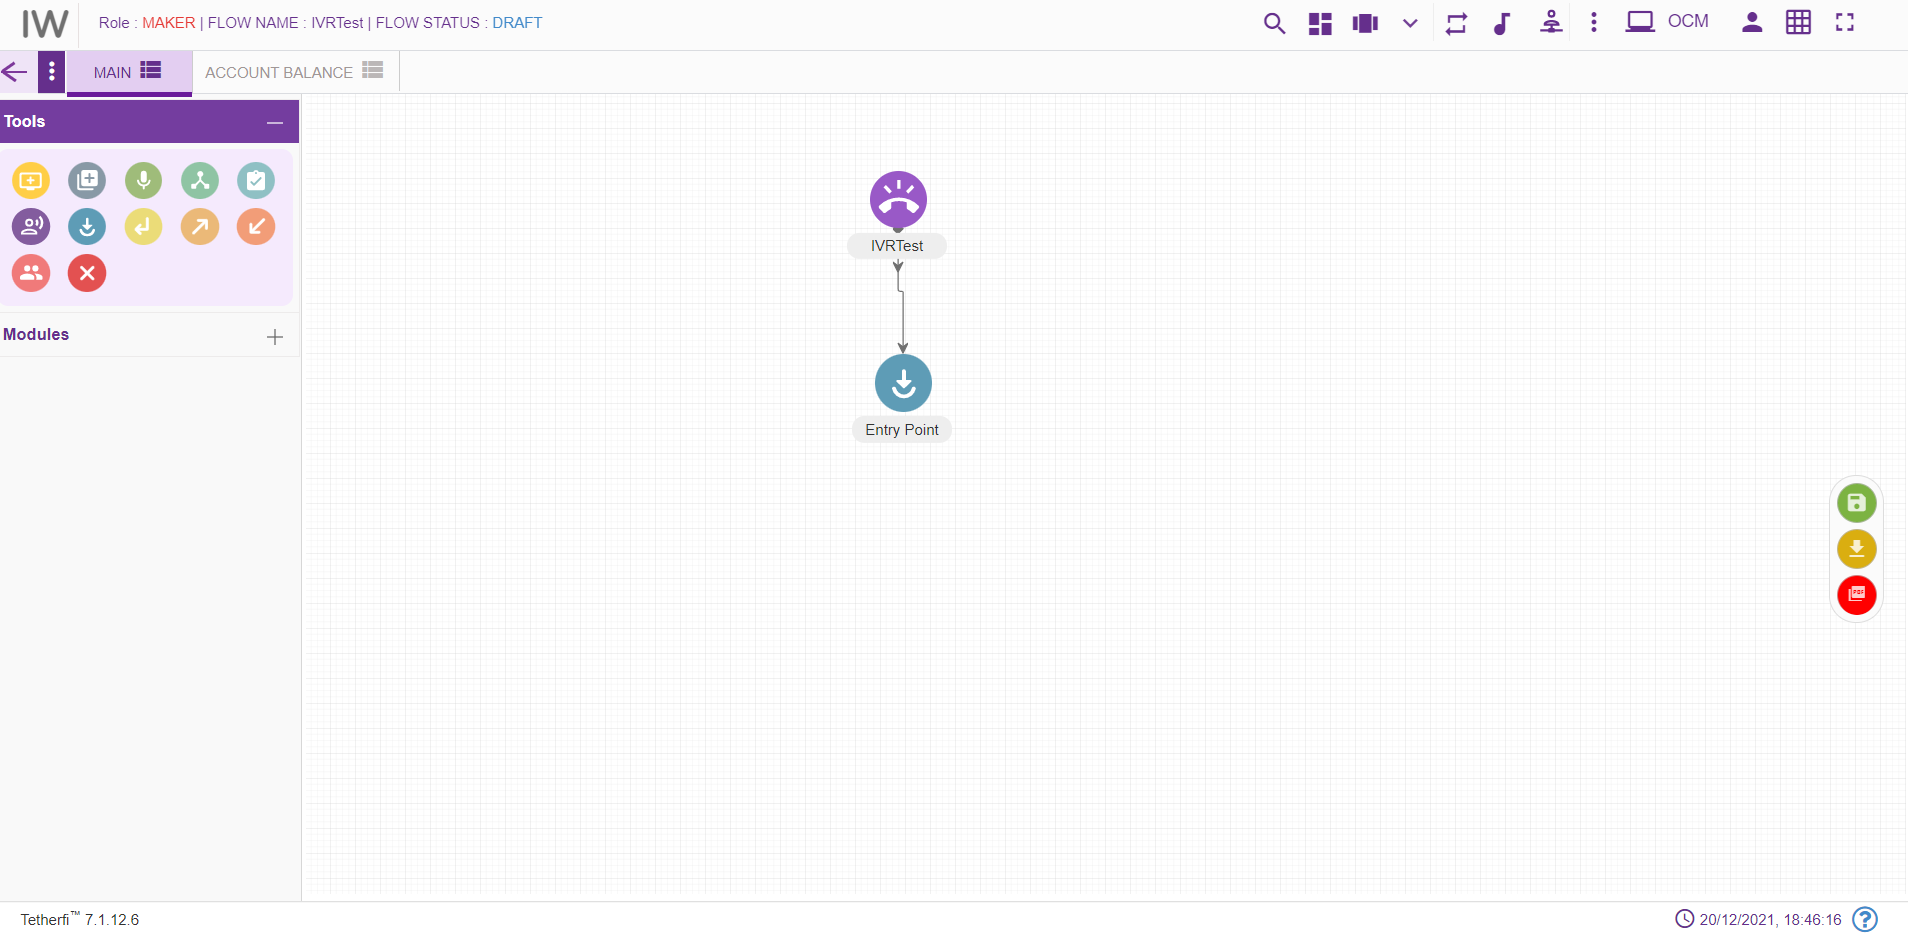 IW
Role : MAKER | FLOW NAME : IVRTest | FLOW STATUS : DRAFT
OCM
MAIN
ACCOUNT BALANCE
Tools
Modules
IVRTest
Entry Point
PDF
Tetherfi™ 7.1.12.6
20/12/2021, 18:46:16
?